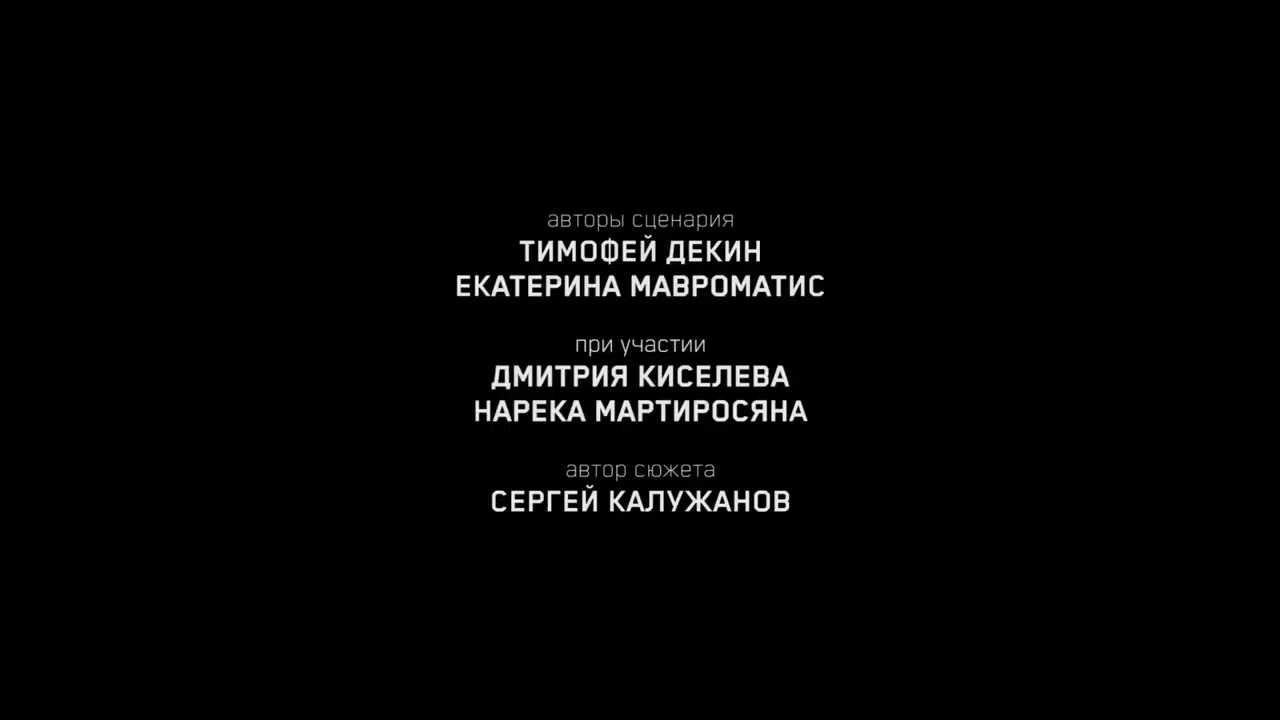 авторы сценария
ТИМОФЕЙ ДЕКИН
ЕКАТЕРИНА МАВРОМАТИС
при участии
ДМИТРИЯ КИСЕЛЕВА
НАРЕКА МАРТИРОСЯНА
автор сюжета
СЕРГЕЙ КАЛУЖАНОВ